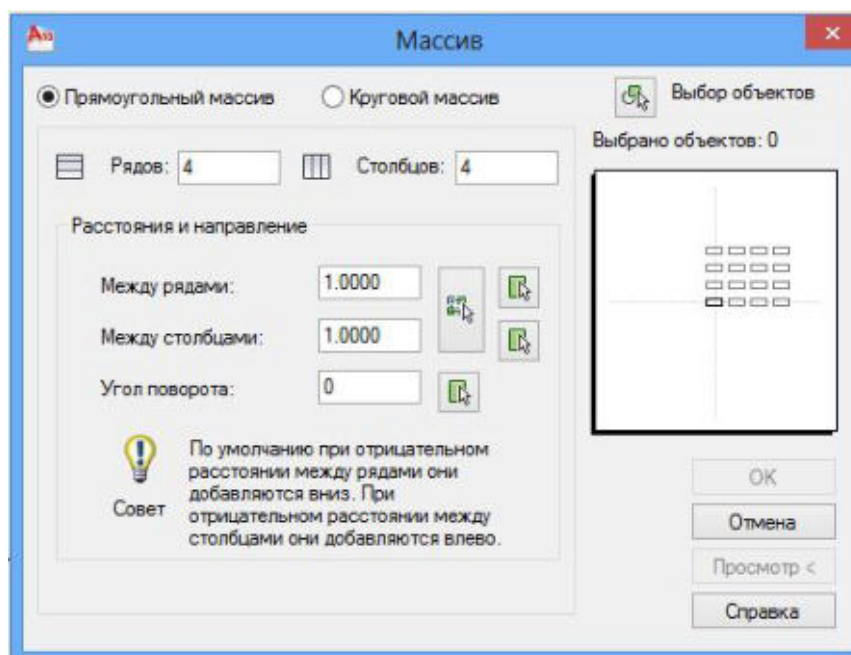 Массив
Прямоугольный массив
Круговой массив
Выбор объектов
Выбрано объектов: 0
Рядов: 4
Столбцов: 4
Расстояния и направление
Между рядами: 1.0000
Между столбцами: 1.0000
Угол поворота: 0
Совет
По умолчанию при отрицательном
расстоянии между рядами они
добавляются вниз. При
отрицательном расстоянии между
столбцами они добавляются влево.
OK
Отмена
Просмотр <
Справка